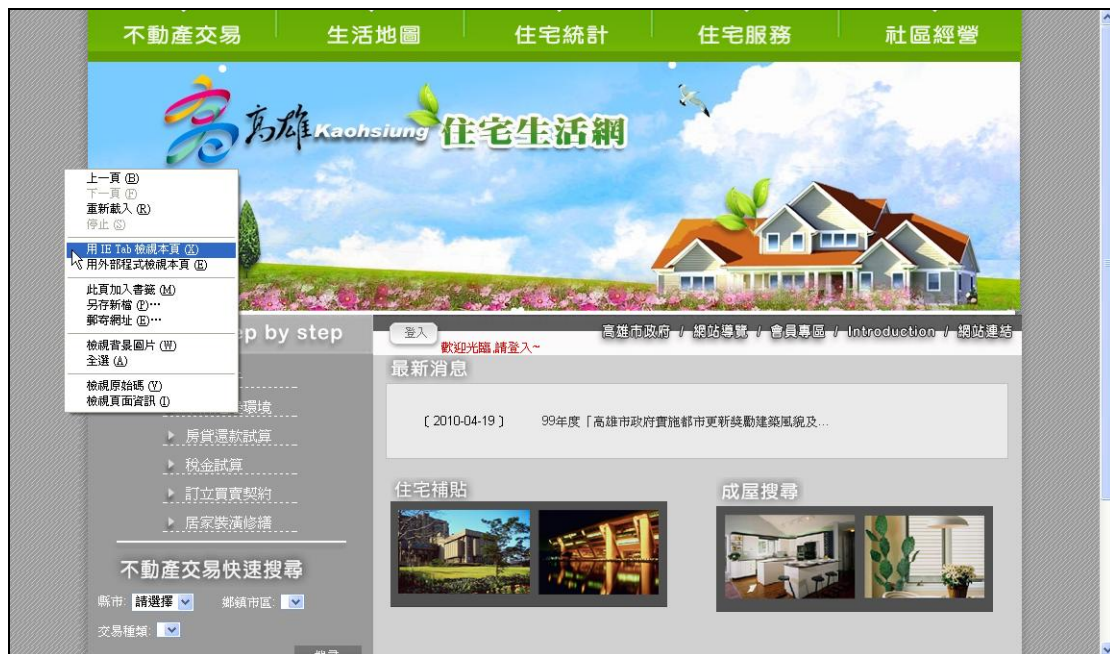 不動產交易
生活地圖
住宅統計
住宅服務
社區經營
高雄 Kaohsiung 住宅生活網
上一頁 (B)
下一頁 (F)
重新載入 (R)
停止 (S)
用 IE Tab 檢視本頁 (X)
用外部程式檢視本頁 (E)
此頁加入書籤 (M)
另存新檔 (P)…
郵寄網址 (E)…
檢視背景圖片 (W)
全選 (A)
檢視原始碼 (V)
檢視頁面資訊 (I)
ep by step
環境
房貸還款試算
稅金試算
訂立買賣契約
居家裝潢修繕
不動產交易快速搜尋
縣市: 請選擇 鄉鎮市區:
交易種類:
搜尋
登入
歡迎光臨,請登入~
高雄市政府 / 網站導覽 / 會員專區 / Introduction / 網站連結
最新消息
﹝2010-04-19﹞ 99年度「高雄市政府實施都市更新獎勵建築風貌及…
住宅補貼
成屋搜尋